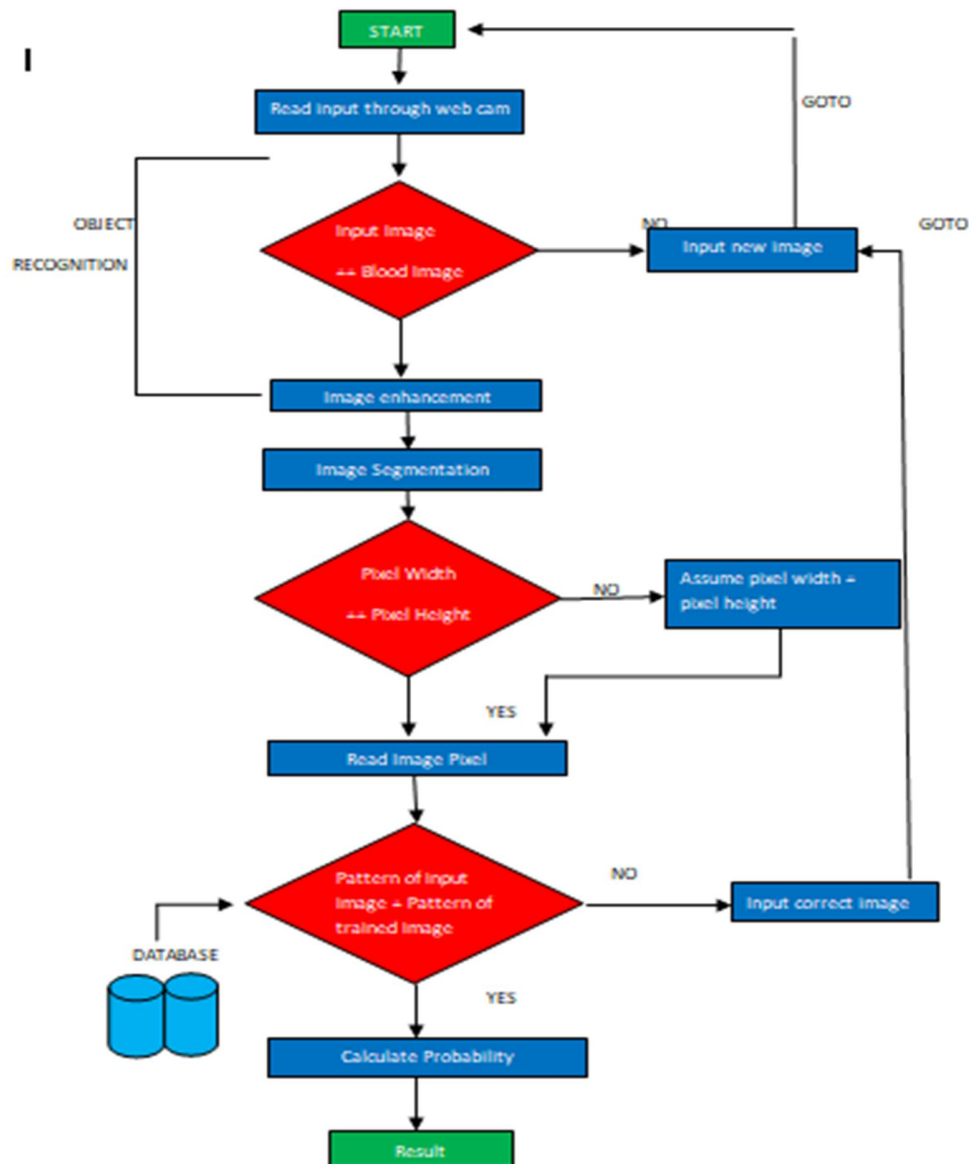 START
I
GOTO
Read input through web cam
OBJECT
RECOGNITION
Input Image
== Blood Image
NO
Input new image
GOTO
Image enhancement
Image Segmentation
Pixel Width
== Pixel Height
NO
Assume pixel width =
pixel height
YES
Read Image Pixel
Pattern of input
image = Pattern of
trained image
NO
Input correct image
DATABASE
YES
Calculate Probability
Result